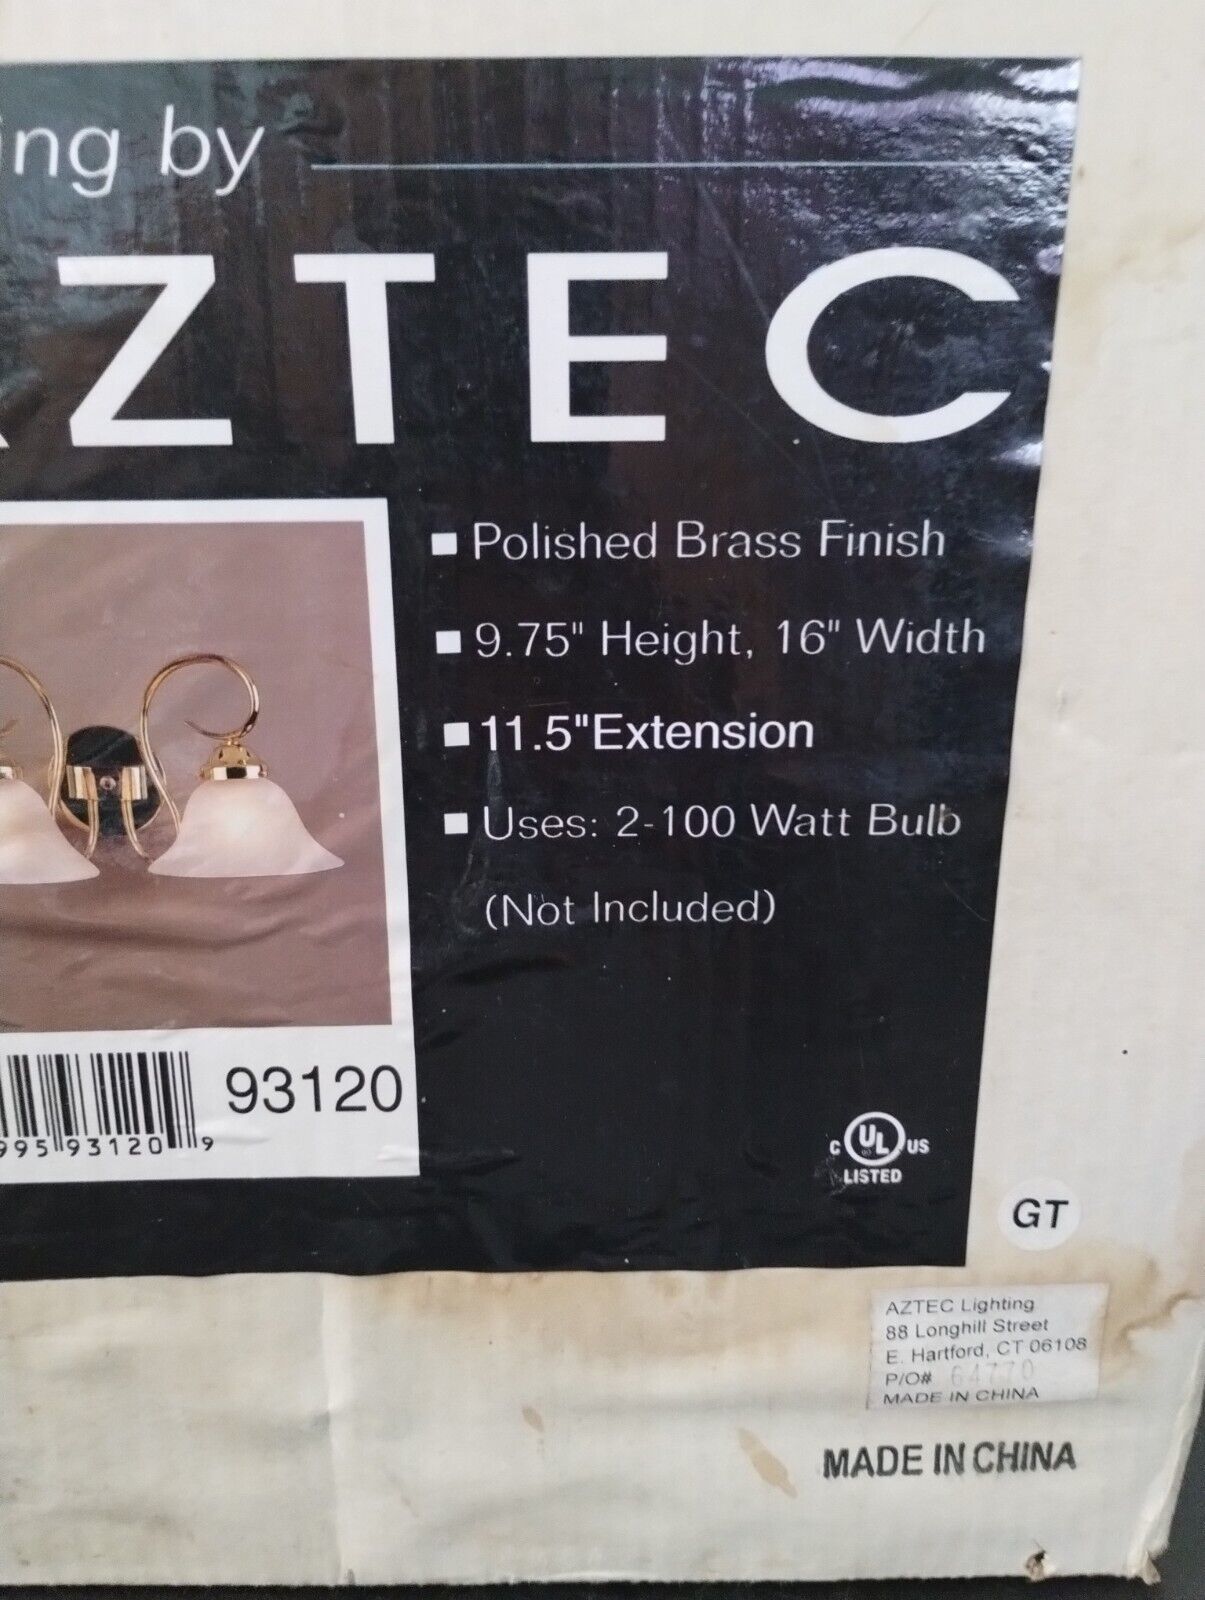 ing by
AZTEC
Polished Brass Finish
9.75" Height, 16" Width
11.5"Extension
Uses: 2-100 Watt Bulb
(Not Included)
93120
995 93120 9
C UL US
LISTED
GT
AZTEC Lighting
88 Longhill Street
E. Hartford, CT 06108
P/O# 64770
MADE IN CHINA
MADE IN CHINA